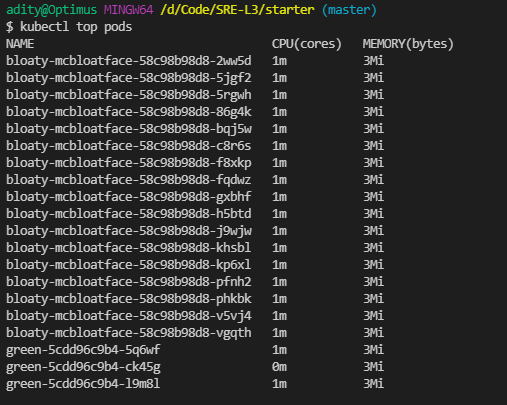 adity@Optimus MINGW64 /d/Code/SRE-L3/starter (master)
$ kubectl top pods
NAME CPU(cores) MEMORY(bytes)
bloaty-mcbloatface-58c98b98d8-2ww5d 1m 3Mi
bloaty-mcbloatface-58c98b98d8-5jgf2 1m 3Mi
bloaty-mcbloatface-58c98b98d8-5rgwh 1m 3Mi
bloaty-mcbloatface-58c98b98d8-86g4k 1m 3Mi
bloaty-mcbloatface-58c98b98d8-bqj5w 1m 3Mi
bloaty-mcbloatface-58c98b98d8-c8r6s 1m 3Mi
bloaty-mcbloatface-58c98b98d8-f8xkp 1m 3Mi
bloaty-mcbloatface-58c98b98d8-fqdwz 1m 3Mi
bloaty-mcbloatface-58c98b98d8-gxbhf 1m 3Mi
bloaty-mcbloatface-58c98b98d8-h5btd 1m 3Mi
bloaty-mcbloatface-58c98b98d8-j9wjw 1m 3Mi
bloaty-mcbloatface-58c98b98d8-khsbl 1m 3Mi
bloaty-mcbloatface-58c98b98d8-kp6xl 1m 3Mi
bloaty-mcbloatface-58c98b98d8-pfnh2 1m 3Mi
bloaty-mcbloatface-58c98b98d8-phkbk 1m 3Mi
bloaty-mcbloatface-58c98b98d8-v5vj4 1m 3Mi
bloaty-mcbloatface-58c98b98d8-vgqth 1m 3Mi
green-5cdd96c9b4-5q6wf 1m 3Mi
green-5cdd96c9b4-ck45g 0m 3Mi
green-5cdd96c9b4-l9m8l 1m 3Mi